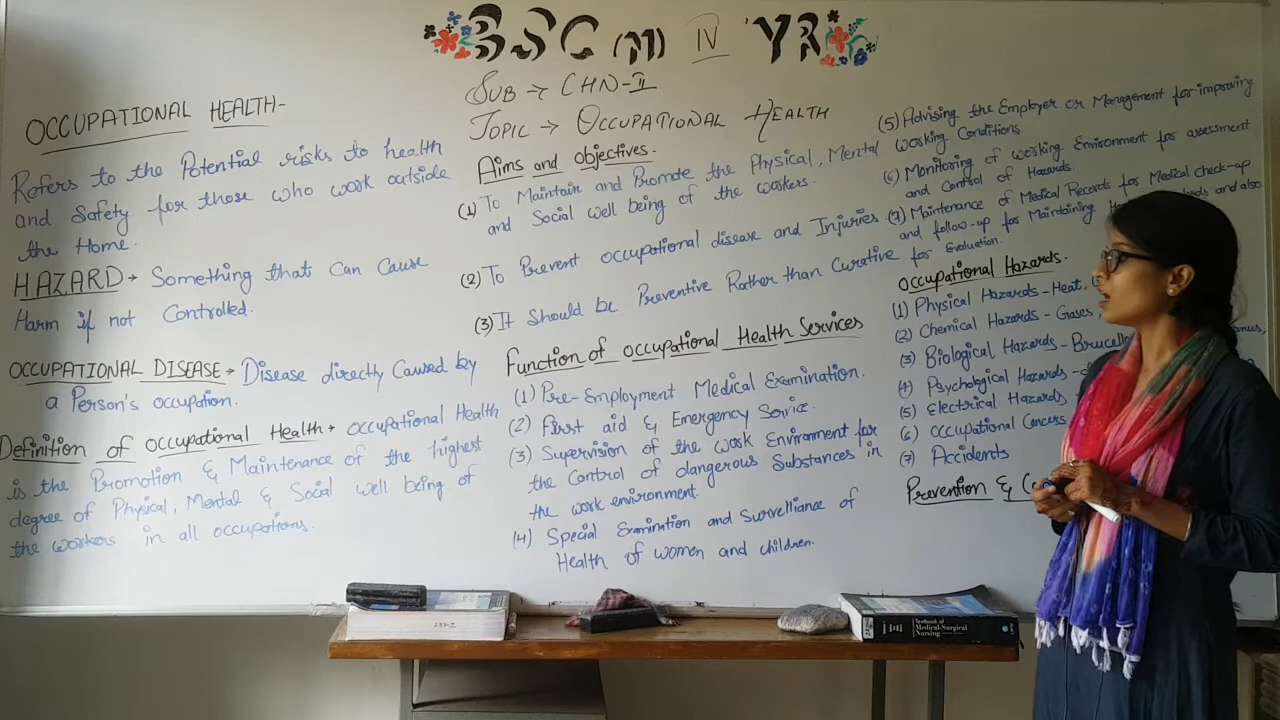 BSC (N) IV YR
SUB → CHN-II
TOPIC → OCCUPATIONAL HEALTH
OCCUPATIONAL HEALTH-
Refers to the Potential risks to health
and Safety for those who work outside
the Home.
HAZARD → Something that can cause
Harm if not Controlled.
OCCUPATIONAL DISEASE → Disease directly Caused by
a Person's occupation.
Definition of occupational Health → occupational Health
is the Promotion & Maintenance of the highest
degree of Physical, Mental & Social well being of
the workers in all occupations.
Aims and objectives.
(1) To Maintain and Promote the Physical, Mental
and Social well being of the workers.
(2) To Prevent occupational disease and Injuries
(3) It should be Preventive Rather than Curative
Function of occupational Health Services
(1) Pre-Employment Medical Examination.
(2) First aid & Emergency Service.
(3) Supervision of the work Environment for
the Control of dangerous Substances in
the work environment.
(4) Special Examination and Survelliance of
Health of women and children.
(5) Advising the Employer or Management for improving
working Conditions
(6) Monitoring of working Environment for assessment
and Control of Hazards.
(7) Maintenance of Medical Records for Medical check-up
and follow-up for Maintaining and also
for Evaluation.
Occupational Hazards.
(1) Physical Hazards - Heat,
(2) Chemical Hazards - Gases,
(3) Biological Hazards -
(4) Psychological Hazards -
(5) Electrical Hazards
(6) occupational Cancers
(7) Accidents
Prevention &
Textbook of
Medical-Surgical
Nursing